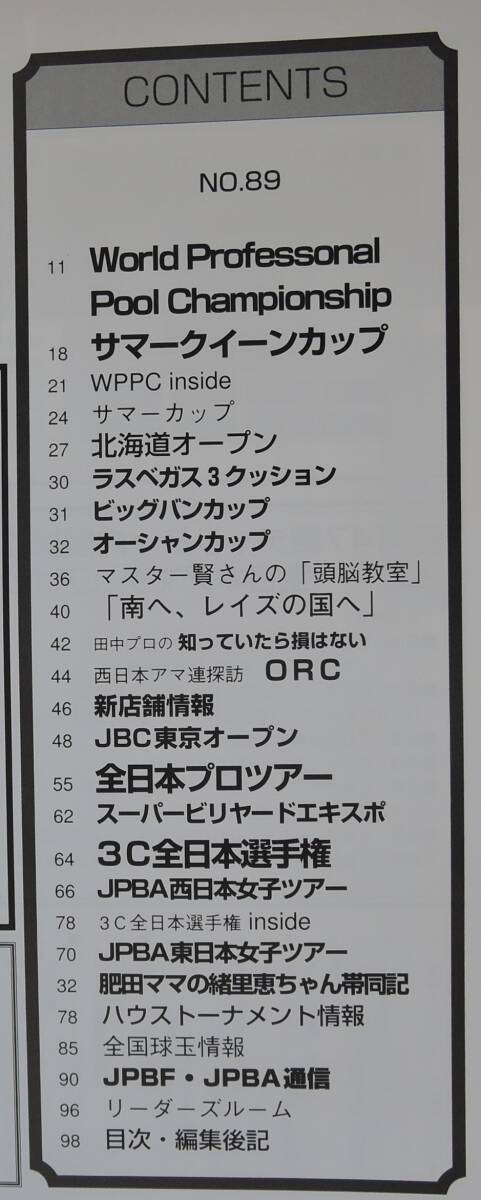 CONTENTS
NO.89
11 World Professonal
Pool Championship
18 サマークイーンカップ
21 WPPC inside
24 サマーカップ
27 北海道オープン
30 ラスベガス3クッション
31 ビッグバンカップ
32 オーシャンカップ
36 マスター賢さんの「頭脳教室」
40 「南へ、レイズの国へ」
42 田中プロの 知っていたら損はない
44 西日本アマ連探訪 ORC
46 新店舗情報
48 JBC東京オープン
55 全日本プロツアー
62 スーパービリヤードエキスポ
64 3C全日本選手権
66 JPBA西日本女子ツアー
78 3C全日本選手権 inside
70 JPBA東日本女子ツアー
32 肥田ママの緒里恵ちゃん帯同記
78 ハウストーナメント情報
85 全国球玉情報
90 JPBF・JPBA通信
96 リーダーズルーム
98 目次・編集後記